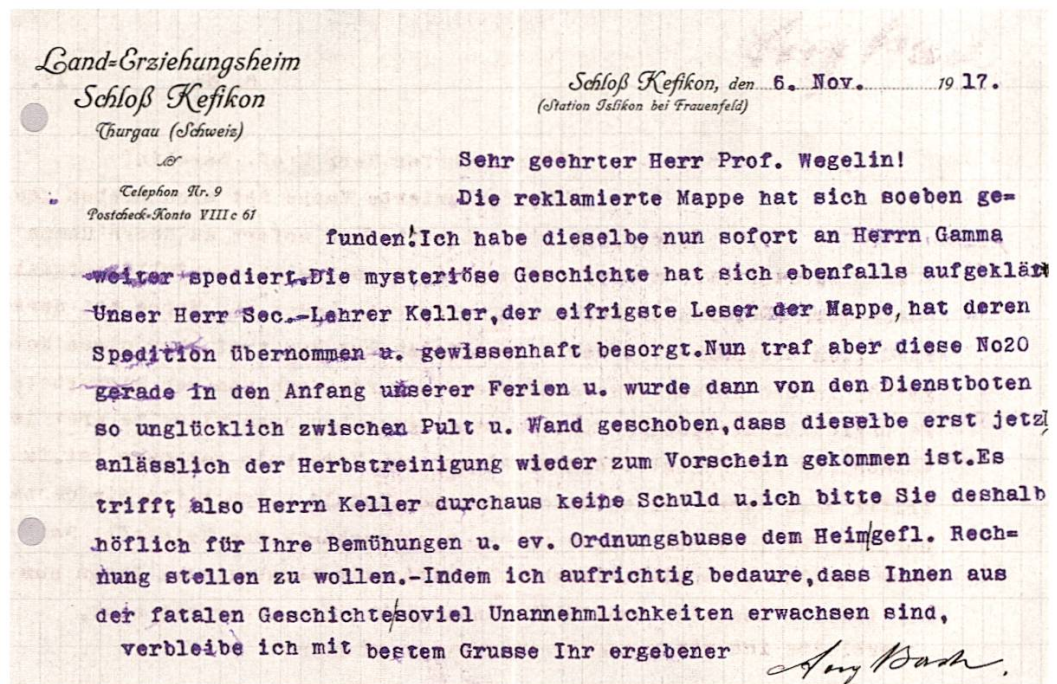 Land-Erziehungsheim
Schloß Kefikon
Thurgau (Schweiz)
Telephon Nr. 9
Postcheck-Konto VIII c 61
Schloß Kefikon, den 6. Nov. 19 17.
(Station Islikon bei Frauenfeld)
Sehr geehrter Herr Prof. Wegelin!
Die reklamierte Mappe hat sich soeben ge=
funden! Ich habe dieselbe nun sofort an Herrn Gamma
weiter spediert.Die mysteriöse Geschichte hat sich ebenfalls aufgeklärt
Unser Herr Sec.-Lehrer Keller,der eifrigste Leser der Mappe,hat deren
Spedition übernommen u. gewissenhaft besorgt.Nun traf aber diese No20
gerade in den Anfang unserer Ferien u. wurde dann von den Dienstboten
so unglücklich zwischen Pult u. Wand geschoben,dass dieselbe erst jetzt
anlässlich der Herbstreinigung wieder zum Vorschein gekommen ist.Es
trifft also Herrn Keller durchaus keine Schuld u.ich bitte Sie deshalb
höflich für Ihre Bemühungen u. ev. Ordnungsbusse dem Heim gefl. Rech=
nung stellen zu wollen.-Indem ich aufrichtig bedaure,dass Ihnen aus
der fatalen Geschichte soviel Unannehmlichkeiten erwachsen sind,
verbleibe ich mit bestem Grusse Ihr ergebener
Bach.